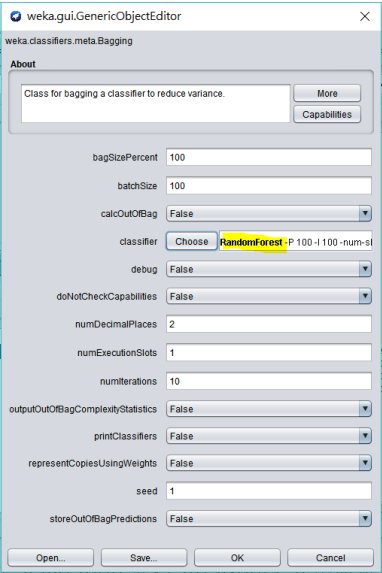 weka.gui.GenericObjectEditor
weka.classifiers.meta.Bagging
About
Class for bagging a classifier to reduce variance. More
Capabilities
bagSizePercent 100
batchSize 100
calcOutOfBag False
classifier Choose RandomForest -P 100 -I 100 -num-sl
debug False
doNotCheckCapabilities False
numDecimalPlaces 2
numExecutionSlots 1
numIterations 10
outputOutOfBagComplexityStatistics False
printClassifiers False
representCopiesUsingWeights False
seed 1
storeOutOfBagPredictions False
Open... Save... OK Cancel